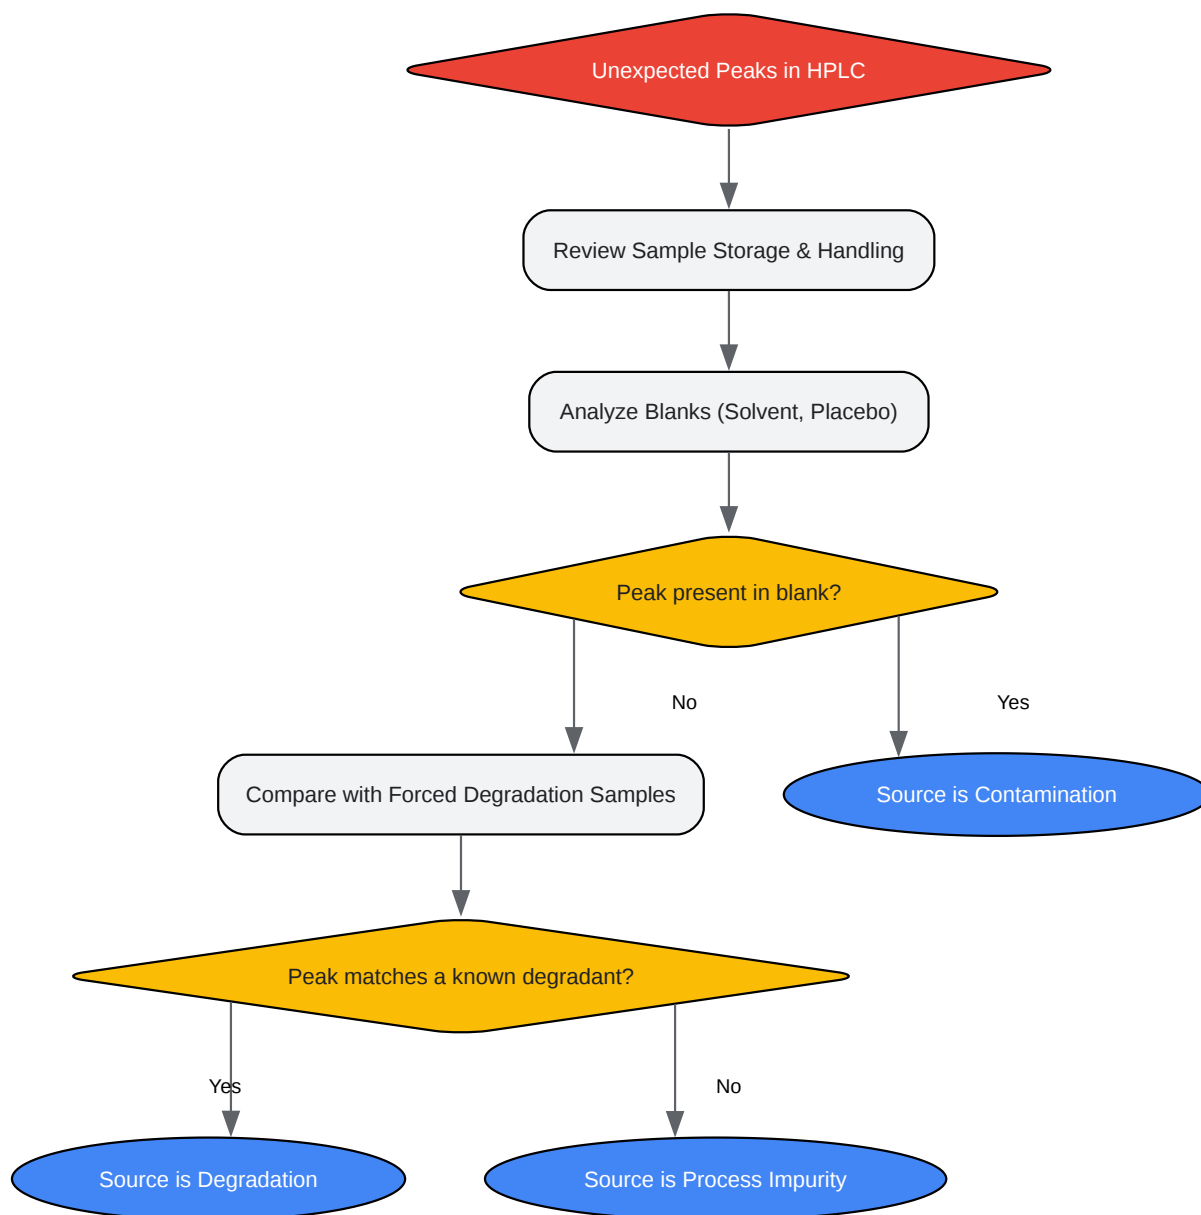 Unexpected Peaks in HPLC
Review Sample Storage & Handling
Analyze Blanks (Solvent, Placebo)
Peak present in blank?
No
Yes
Compare with Forced Degradation Samples
Source is Contamination
Peak matches a known degradant?
Yes
No
Source is Degradation
Source is Process Impurity